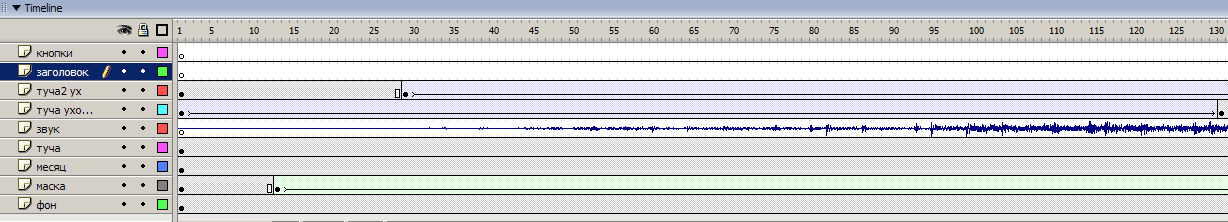 Timeline
1 5 10 15 20 25 30 35 40 45 50 55 60 65 70 75 80 85 90 95 100 105 110 115 120 125 130
кнопки
заголовок
туча2 ух
туча ухо...
звук
туча
месяц
маска
фон